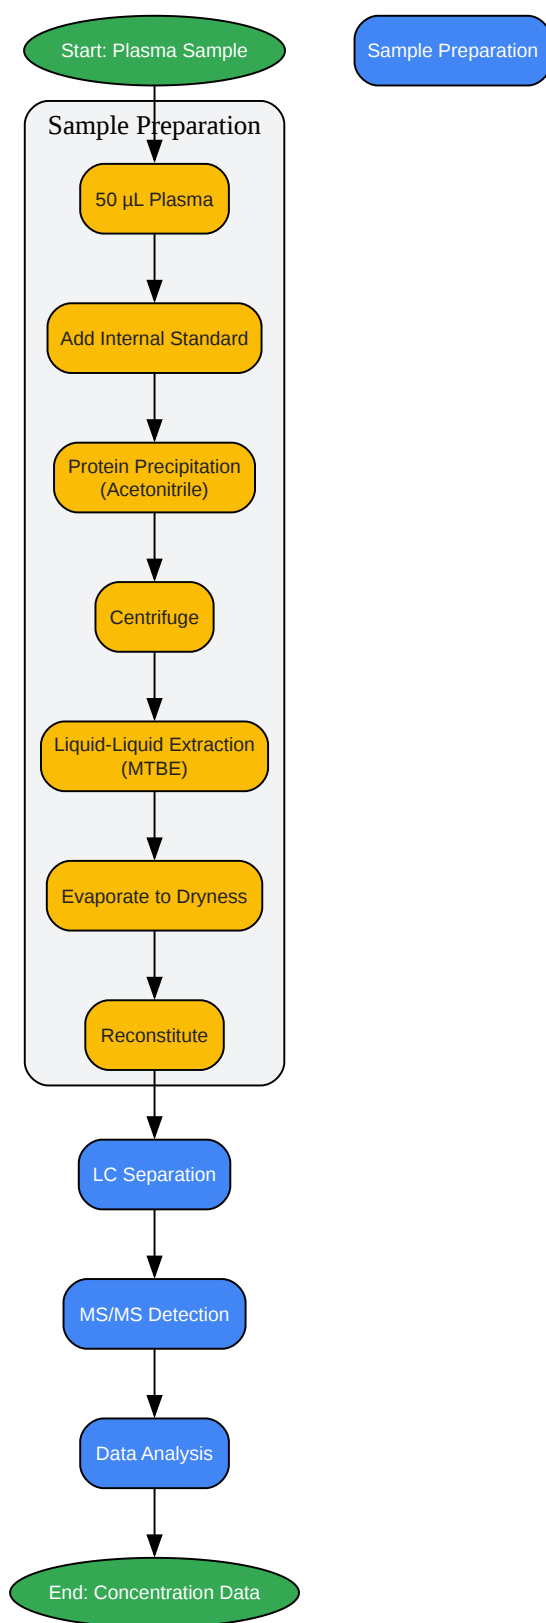 Start: Plasma Sample
Sample Preparation
Sample Preparation
50 µL Plasma
Add Internal Standard
Protein Precipitation
(Acetonitrile)
Centrifuge
Liquid-Liquid Extraction
(MTBE)
Evaporate to Dryness
Reconstitute
LC Separation
MS/MS Detection
Data Analysis
End: Concentration Data